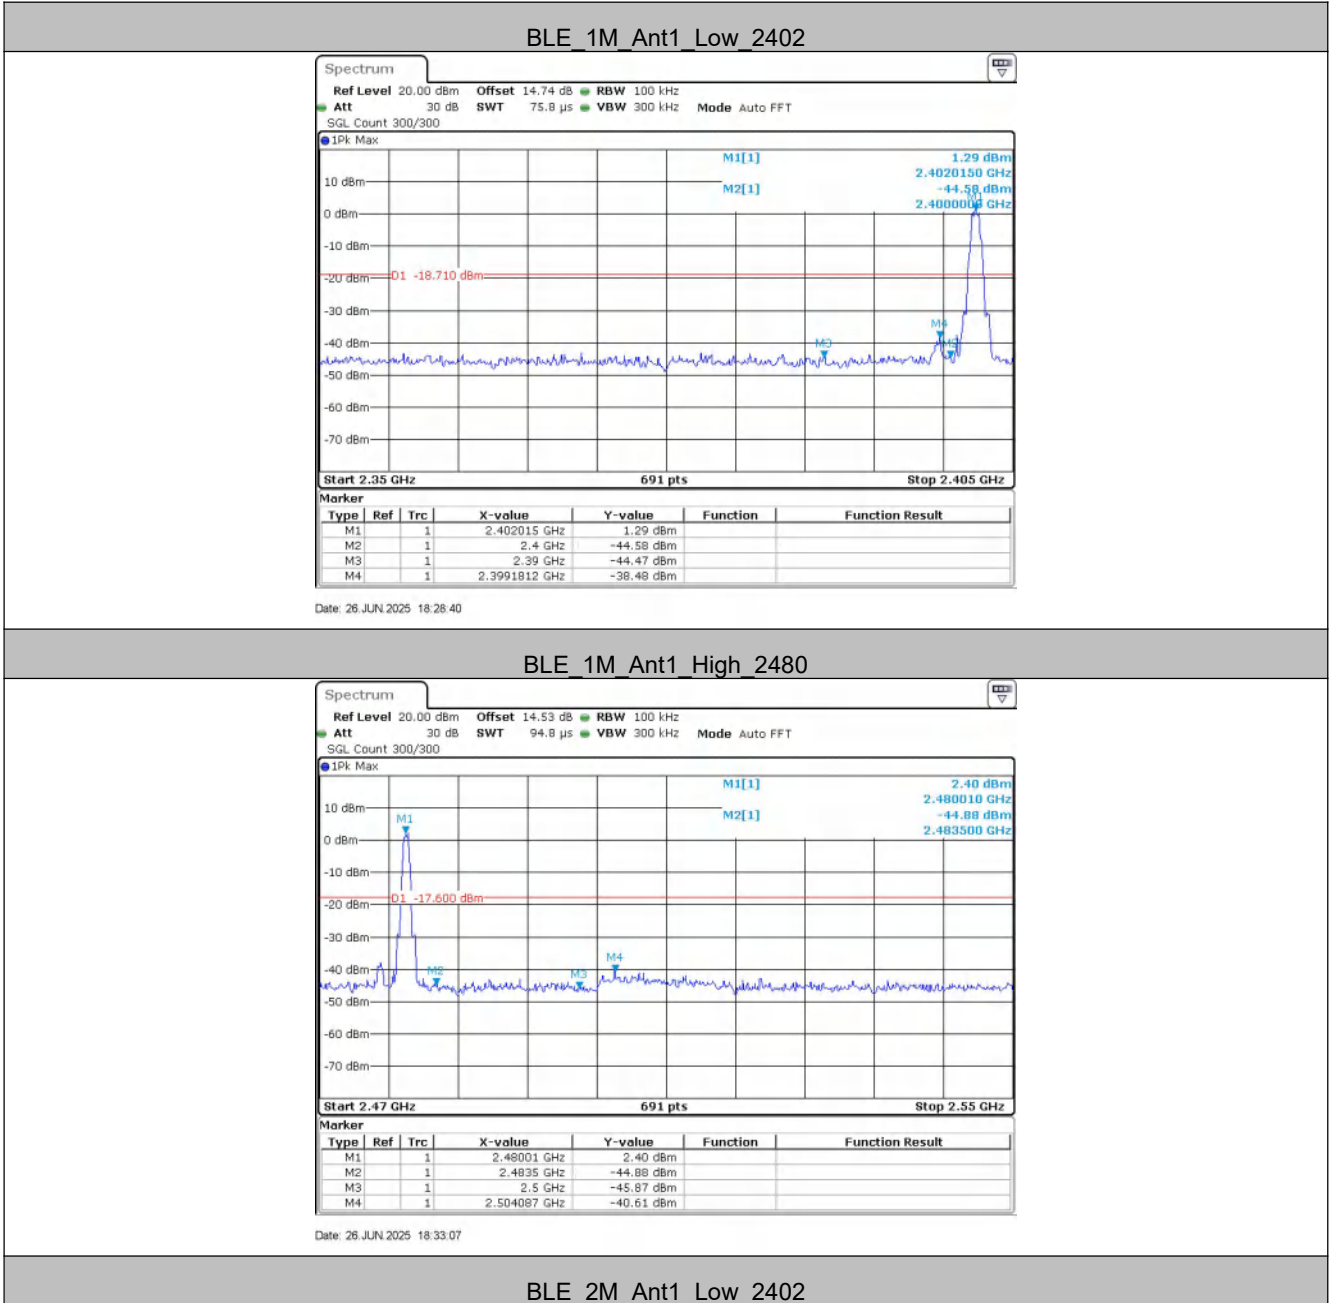 BLE_1M_Ant1_Low_2402
Spectrum
Ref Level 20.00 dBm Offset 14.74 dB RBW 100 kHz
Att 30 dB SWT 75.8 µs VBW 300 kHz Mode Auto FFT
SGL Count 300/300
1Pk Max
M1[1] 1.29 dBm
2.4020150 GHz
M2[1] -44.58 dBm
2.4000000 GHz
M1
10 dBm
0 dBm
-10 dBm
D1 -18.710 dBm
-20 dBm
-30 dBm
M4
-40 dBm
M3
M2
-50 dBm
-60 dBm
-70 dBm
Start 2.35 GHz 691 pts Stop 2.405 GHz
Marker
Type Ref Trc X-value Y-value Function Function Result
M1 1 2.402015 GHz 1.29 dBm
M2 1 2.4 GHz -44.58 dBm
M3 1 2.39 GHz -44.47 dBm
M4 1 2.3991812 GHz -38.48 dBm
Date: 26.JUN.2025 18:28:40
BLE_1M_Ant1_High_2480
Spectrum
Ref Level 20.00 dBm Offset 14.53 dB RBW 100 kHz
Att 30 dB SWT 94.8 µs VBW 300 kHz Mode Auto FFT
SGL Count 300/300
1Pk Max
M1[1] 2.40 dBm
2.480010 GHz
M2[1] -44.88 dBm
2.483500 GHz
10 dBm
M1
0 dBm
-10 dBm
D1 -17.600 dBm
-20 dBm
-30 dBm
M4
-40 dBm
M2
M3
-50 dBm
-60 dBm
-70 dBm
Start 2.47 GHz 691 pts Stop 2.55 GHz
Marker
Type Ref Trc X-value Y-value Function Function Result
M1 1 2.48001 GHz 2.40 dBm
M2 1 2.4835 GHz -44.88 dBm
M3 1 2.5 GHz -45.87 dBm
M4 1 2.504087 GHz -40.61 dBm
Date: 26.JUN.2025 18:33:07
BLE_2M_Ant1_Low_2402